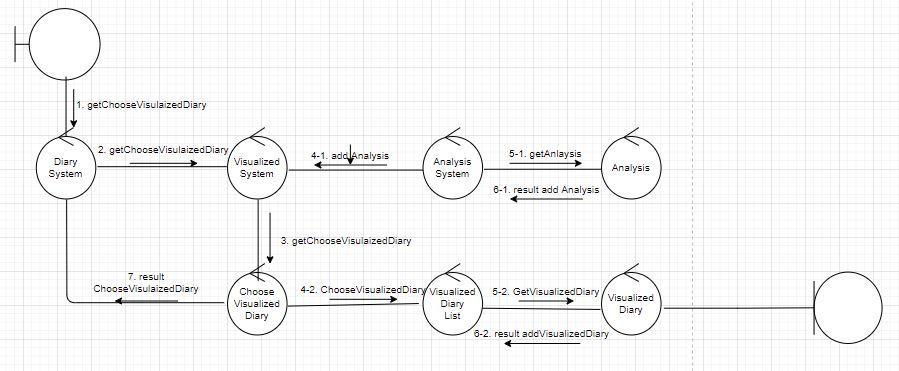 1. getChooseVisulaizedDiary
Diary
System
2. getChooseVisulaizedDiary
Visualized
System
4-1. add Analysis
Analysis
System
5-1. getAnlaysis
6-1. result add Analysis
Analysis
3. getChooseVisulaizedDiary
7. result
ChooseVisulaizedDiary
Choose
Visualized
Diary
4-2. ChooseVisualizedDiary
Visualized
Diary
List
5-2. GetVisualizedDiary
6-2. result addVisualizedDiary
Visualized
Diary